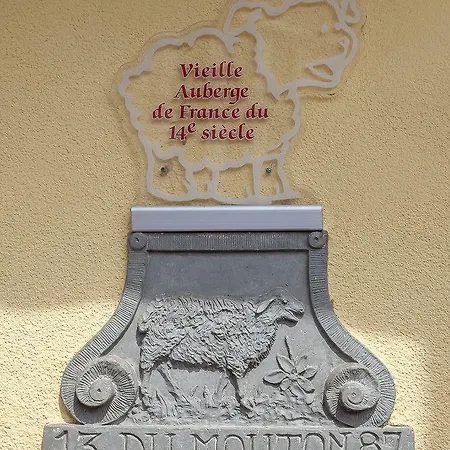 Vieille
Auberge
de France du
14e siècle
13 DU MOUTON 87